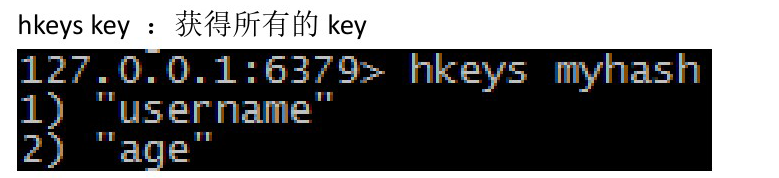 hkeys key ：获得所有的 key
127.0.0.1:6379> hkeys myhash
1) "username"
2) "age"